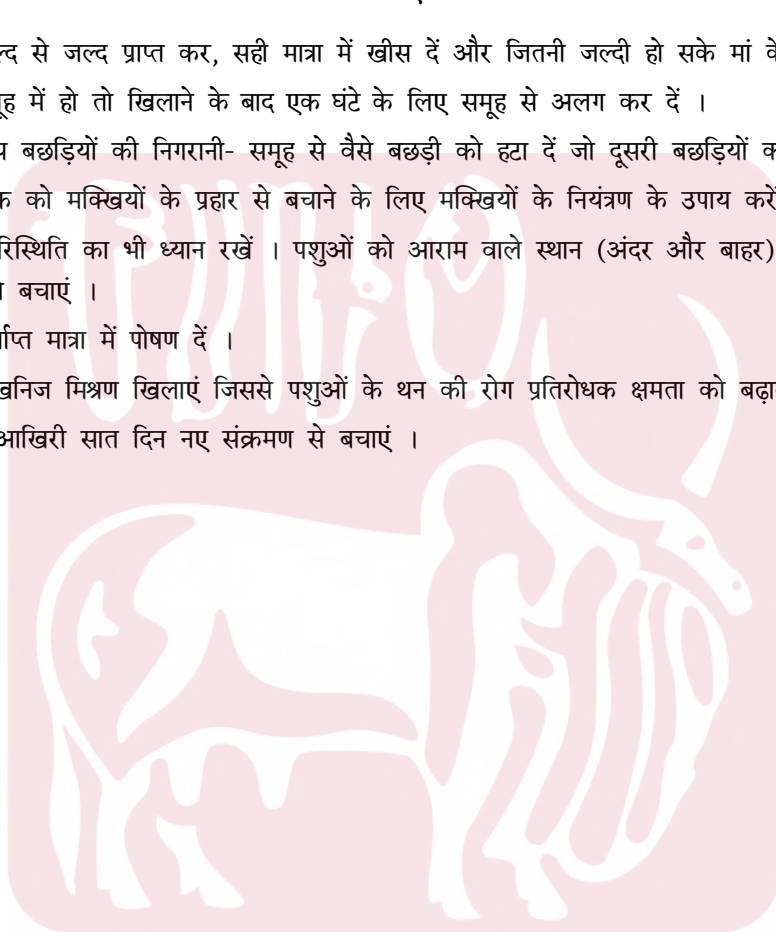 ल्द से जल्द प्राप्त कर, सही मात्रा में खीस दें और जितनी जल्दी हो सके मां के
ूह में हो तो खिलाने के बाद एक घंटे के लिए समूह से अलग कर दें ।
बछड़ियों की निगरानी- समूह से वैसे बछड़ी को हटा दें जो दूसरी बछड़ियों
को मक्खियों के प्रहार से बचाने के लिए मक्खियों के नियंत्रण के उपाय करें
रिस्थिति का भी ध्यान रखें । पशुओं को आराम वाले स्थान (अंदर और बाहर)
बचाएं ।
र्याप्त मात्रा में पोषण दें ।
खनिज मिश्रण खिलाएं जिससे पशुओं के थन की रोग प्रतिरोधक क्षमता को
आखिरी सात दिन नए संक्रमण से बचाएं ।